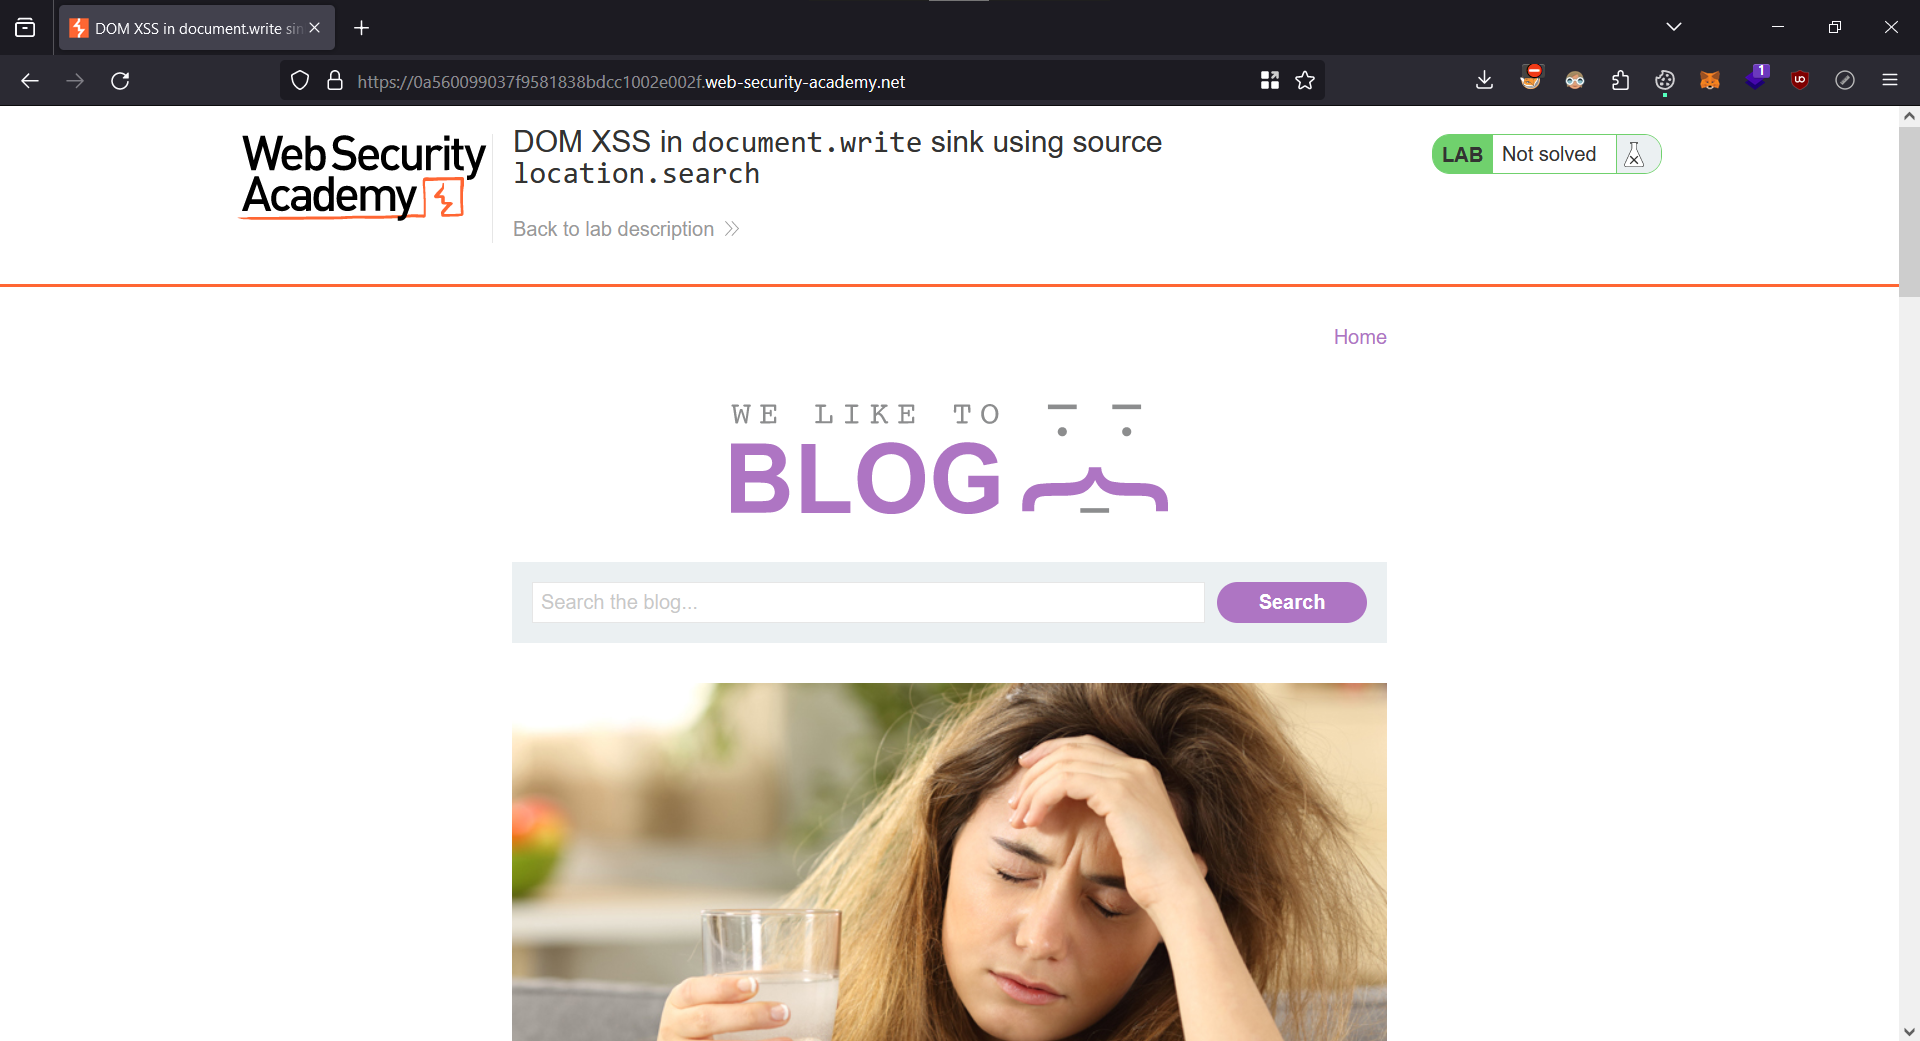 DOM XSS in document.write sin
https://0a560099037f9581838bdcc1002e002f.web-security-academy.net
1
Web Security
Academy
DOM XSS in document.write sink using source
location.search
Back to lab description
LAB Not solved
Home
WE LIKE TO
BLOG
Search the blog...
Search